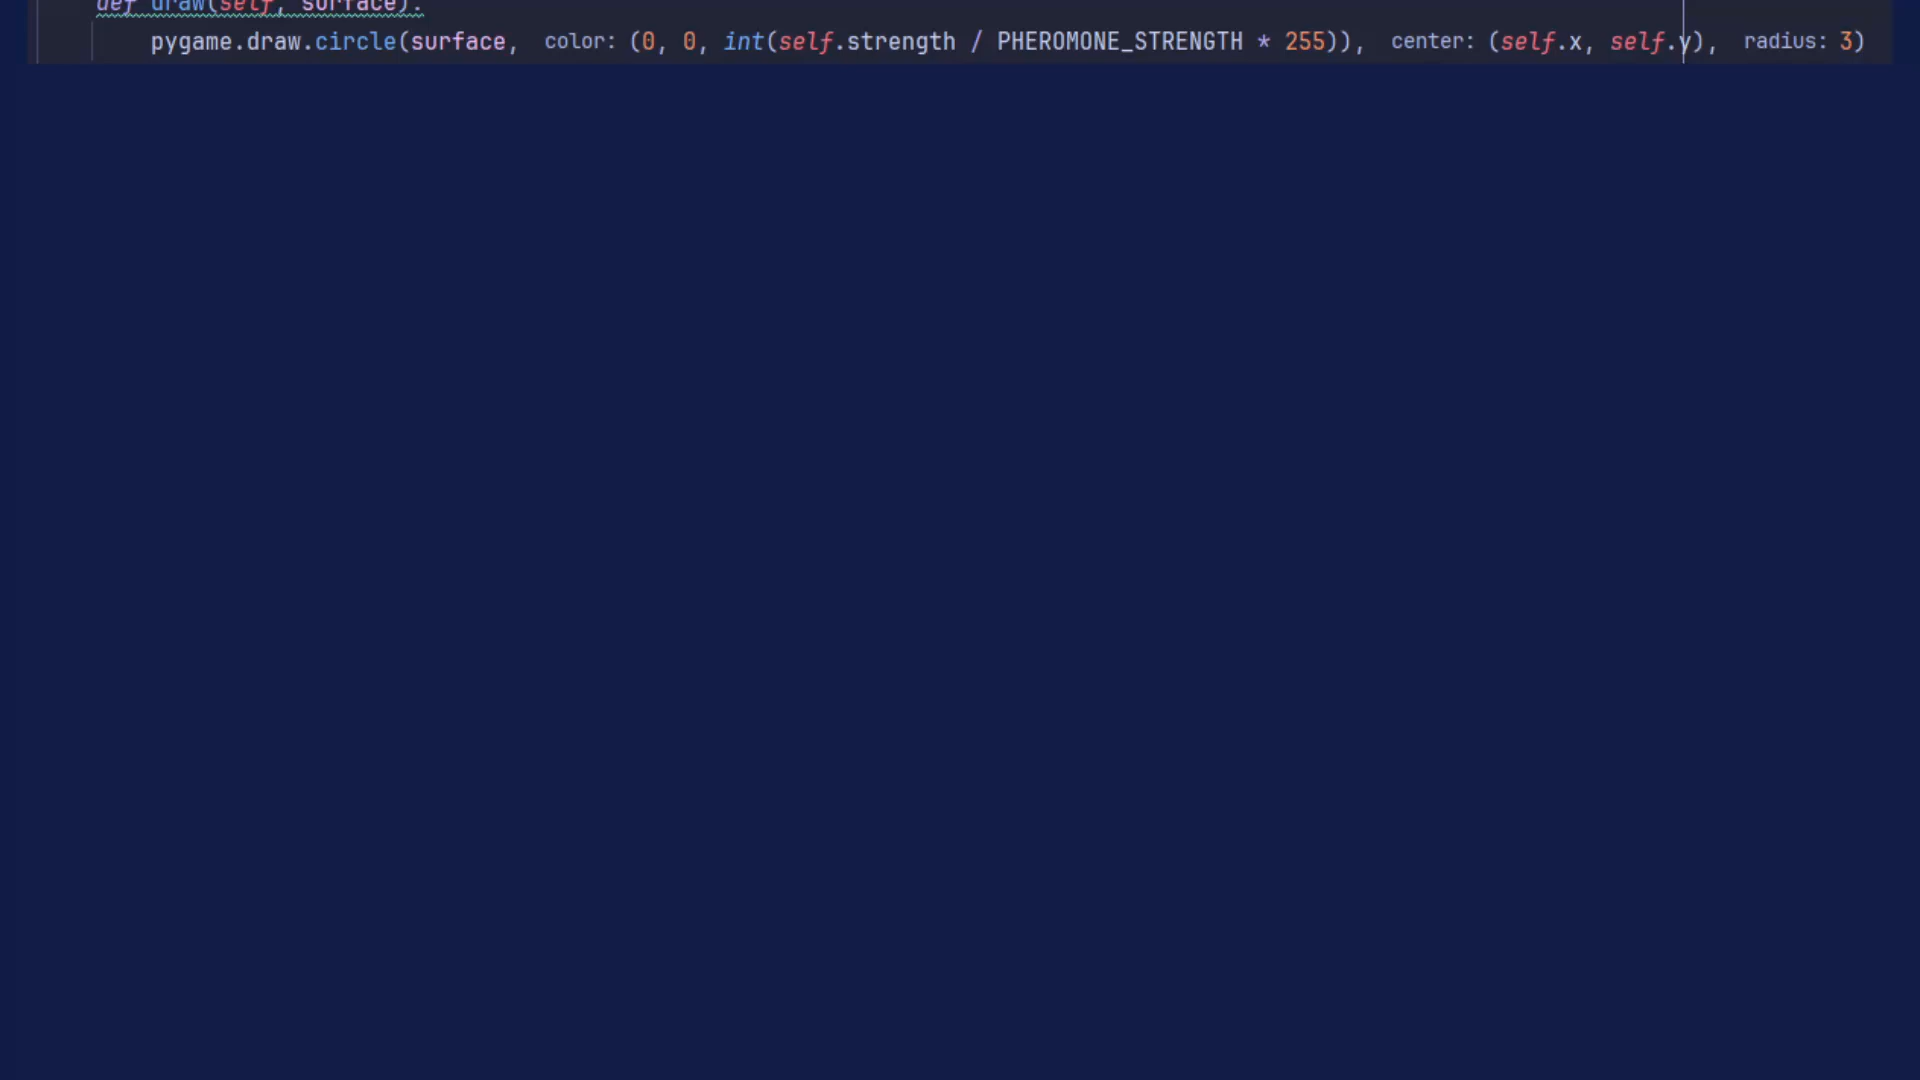 def draw(self, surface):
pygame.draw.circle(surface, color: (0, 0, int(self.strength / PHEROMONE_STRENGTH * 255)), center: (self.x, self.y), radius: 3)